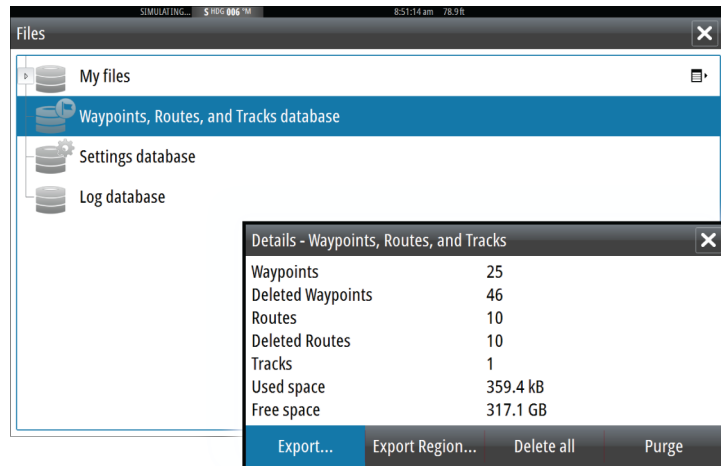 SIMULATING... S HDG 006 °M 8:51:14 am 78.9 ft
Files
My files
Waypoints, Routes, and Tracks database
Settings database
Log database
Details - Waypoints, Routes, and Tracks
Waypoints 25
Deleted Waypoints 46
Routes 10
Deleted Routes 10
Tracks 1
Used space 359.4 kB
Free space 317.1 GB
Export... Export Region... Delete all Purge